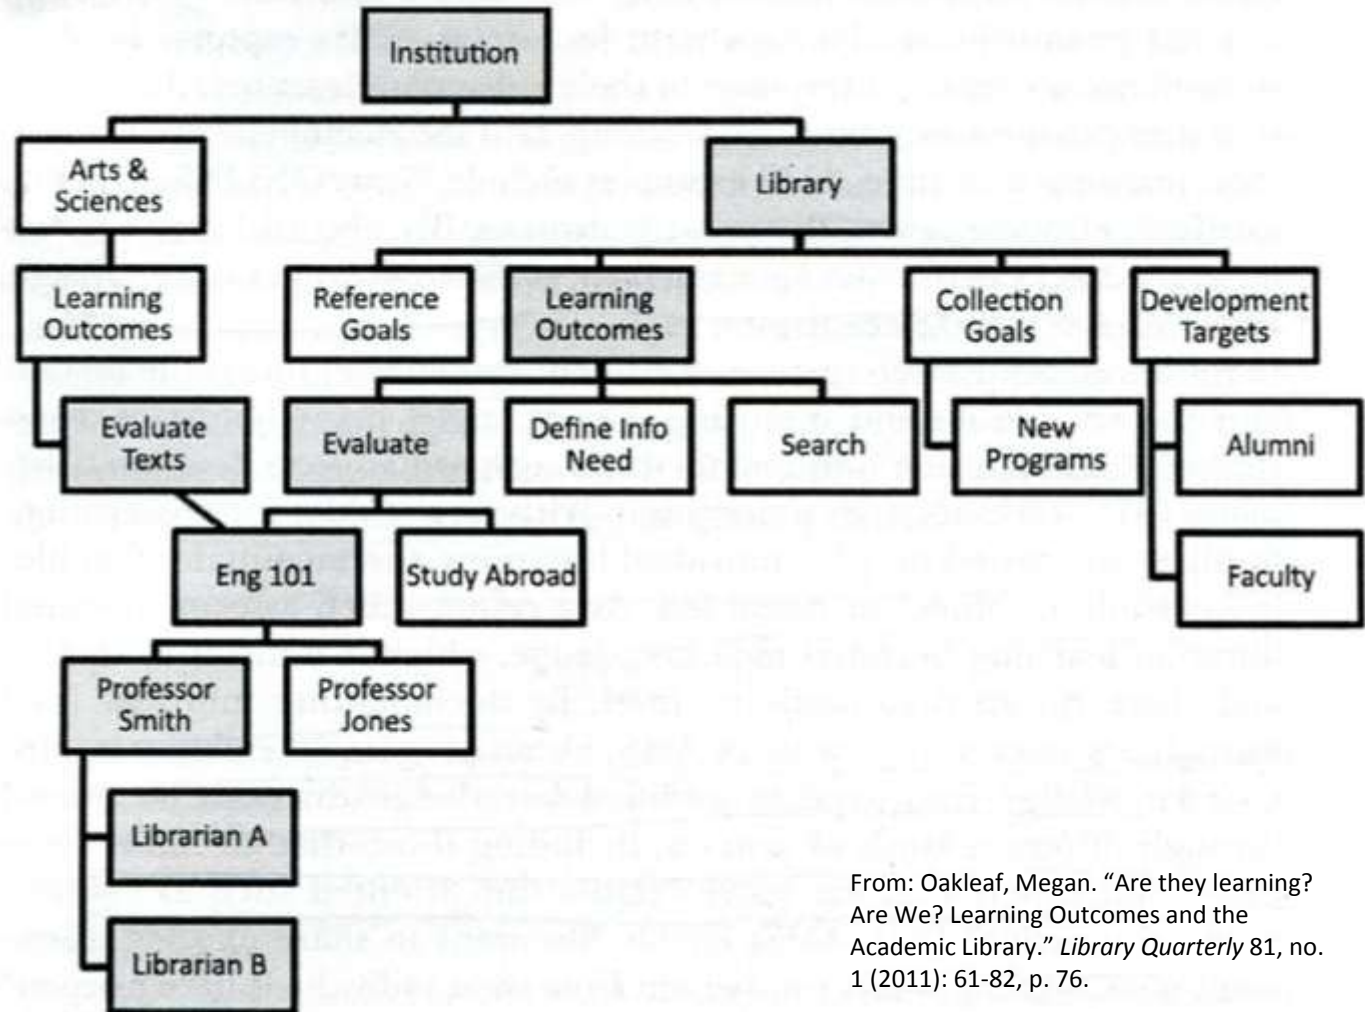 Institution
Arts &
Sciences
Library
Learning
Outcomes
Reference
Goals
Learning
Outcomes
Collection
Goals
Development
Targets
Evaluate
Texts
Evaluate
Define Info
Need
Search
New
Programs
Alumni
Eng 101
Study Abroad
Faculty
Professor
Smith
Professor
Jones
Librarian A
Librarian B
From: Oakleaf, Megan. “Are they learning?
Are We? Learning Outcomes and the
Academic Library.” Library Quarterly 81, no.
1 (2011): 61-82, p. 76.